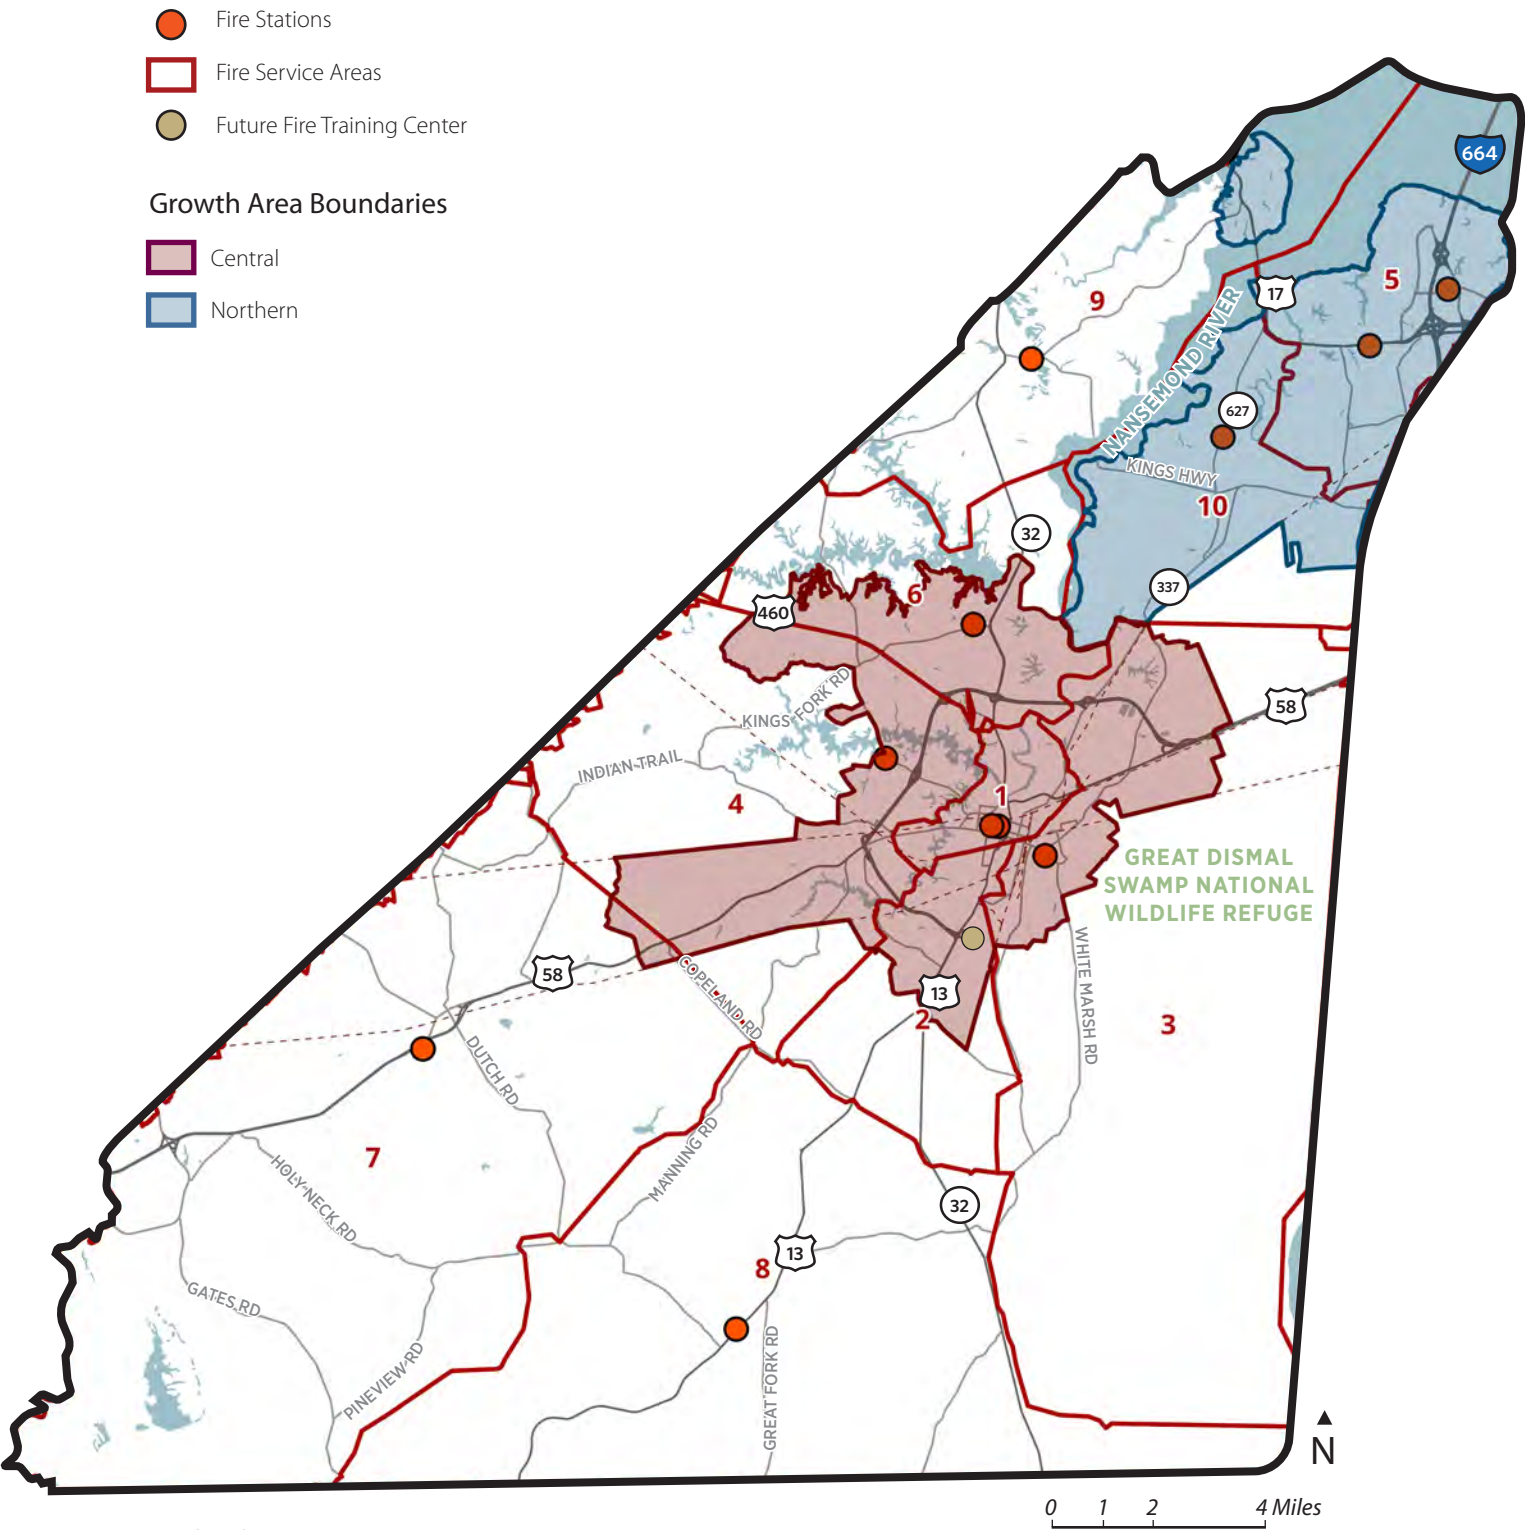 Fire Stations
Fire Service Areas
Future Fire Training Center
Growth Area Boundaries
Central
Northern
664
9
17
5
NANSEMOND RIVER
627
KINGS HWY
10
32
337
6
460
KINGS FORK RD
58
INDIAN TRAIL
4
1
GREAT DISMAL
SWAMP NATIONAL
WILDLIFE REFUGE
WHITE MARSH RD
58
COPELAND RD
13
2
3
DUTCH RD
7
MANNING RD
HOLY NECK RD
32
13
8
GATES RD
PINEVIEW RD
GREAT FORK RD
N
0 1 2 4 Miles